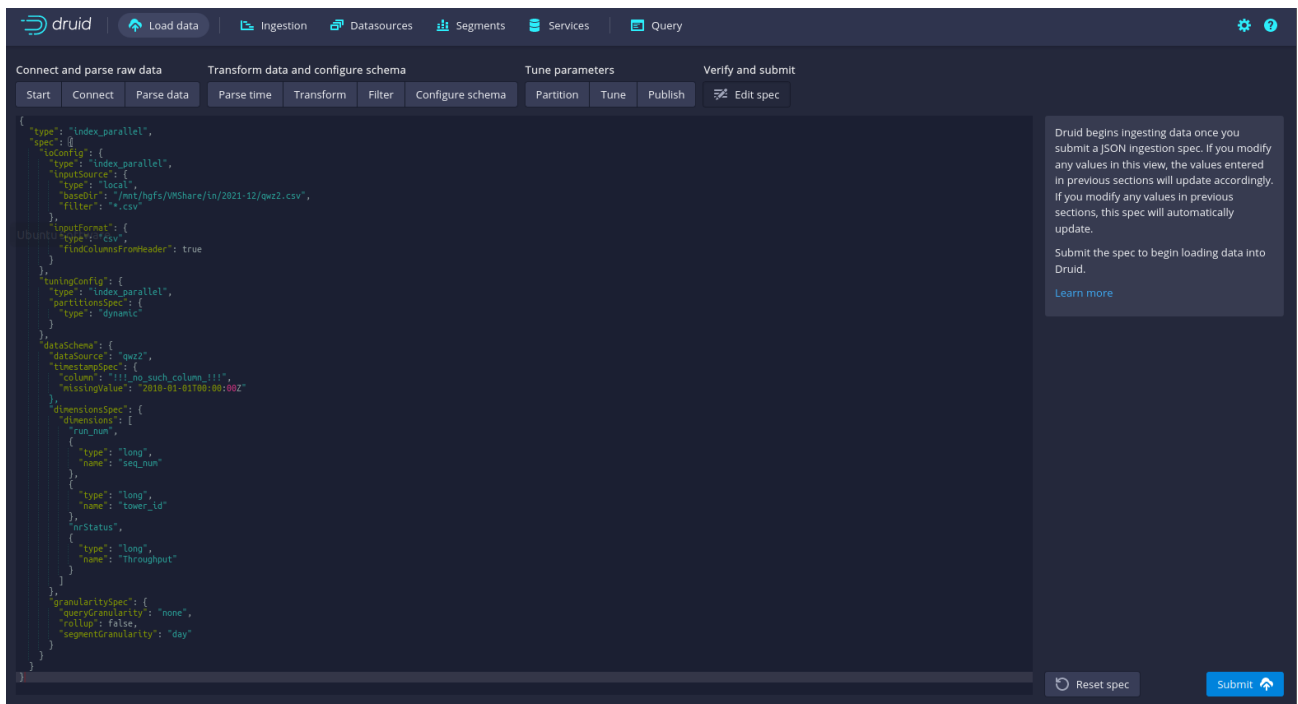 druid
Load data
Ingestion
Datasources
Segments
Services
Query
Connect and parse raw data
Transform data and configure schema
Tune parameters
Verify and submit
Start
Connect
Parse data
Parse time
Transform
Filter
Configure schema
Partition
Tune
Publish
Edit spec
{
"type": "index_parallel",
"spec": {
"ioConfig": {
"type": "index_parallel",
"inputSource": {
"type": "local",
"baseDir": "/mnt/hgfs/VMShare/in/2021-12/qwz2.csv",
"filter": "*.csv"
},
"inputFormat": {
"type": "csv",
"findColumnsFromHeader": true
}
},
"tuningConfig": {
"type": "index_parallel",
"partitionsSpec": {
"type": "dynamic"
}
},
"dataSchema": {
"dataSource": "qwz2",
"timestampSpec": {
"column": "!!!_no_such_column_!!!",
"missingValue": "2010-01-01T00:00:00Z"
},
"dimensionsSpec": {
"dimensions": [
"run_num",
{
"type": "long",
"name": "seq_num"
},
{
"type": "long",
"name": "tower_id"
},
"nrStatus",
{
"type": "long",
"name": "Throughput"
}
]
},
"granularitySpec": {
"queryGranularity": "none",
"rollup": false,
"segmentGranularity": "day"
}
}
}
}
Druid begins ingesting data once you
submit a JSON ingestion spec. If you modify
any values in this view, the values entered
in previous sections will update accordingly.
If you modify any values in previous
sections, this spec will automatically
update.
Submit the spec to begin loading data into
Druid.
Learn more
Reset spec
Submit